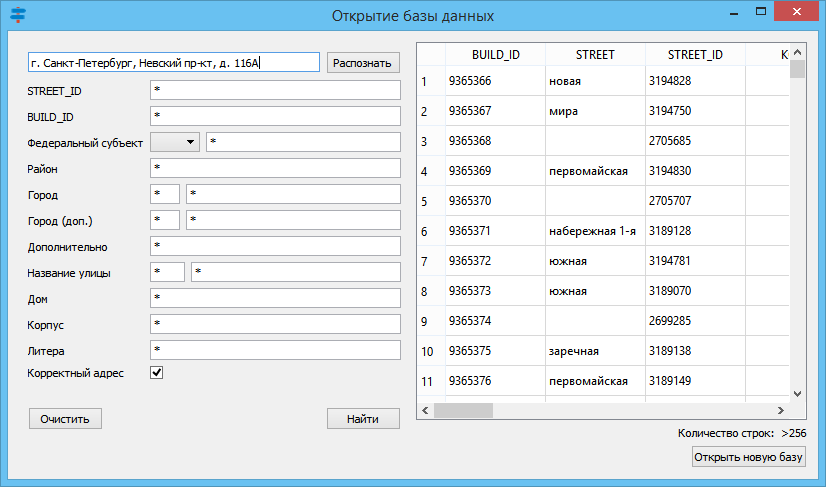 Открытие базы данных
г. Санкт-Петербург, Невский пр-кт, д. 116А Распознать
STREET_ID *
BUILD_ID *
Федеральный субъект *
Район *
Город * *
Город (доп.) * *
Дополнительно *
Название улицы * *
Дом *
Корпус *
Литера *
Корректный адрес
Очистить Найти
BUILD_ID STREET STREET_ID
1 9365366 новая 3194828
2 9365367 мира 3194750
3 9365368 2705685
4 9365369 первомайская 3194830
5 9365370 2705707
6 9365371 набережная 1-я 3189128
7 9365372 южная 3194781
8 9365373 южная 3189070
9 9365374 2699285
10 9365375 заречная 3189138
11 9365376 первомайская 3189149
Количество строк: >256
Открыть новую базу